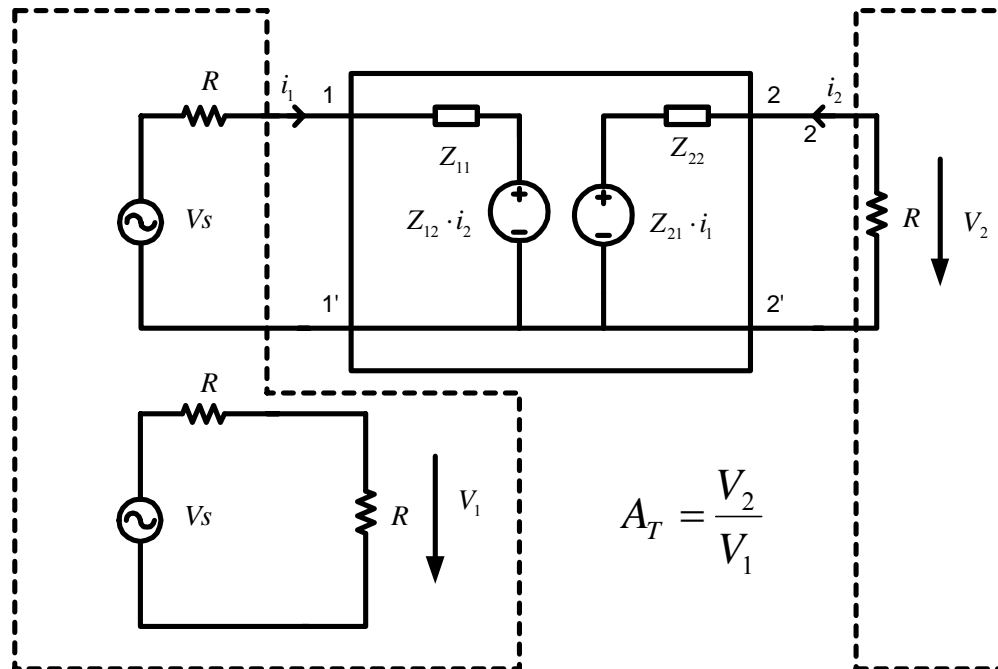 R
i₁
1
Z₁₁
Vs
Z₁₂ · i₂
+
−
+
−
Z₂₁ · i₁
Z₂₂
2
i₂
2
R
V₂
1'
2'
R
Vs
R
V₁
A_T = V₂ / V₁